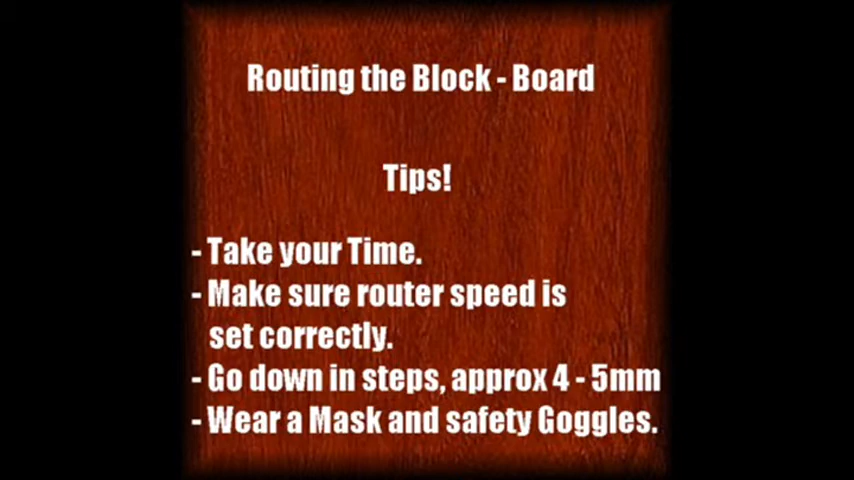 Routing the Block - Board
Tips!
- Take your Time.
- Make sure router speed is
set correctly.
- Go down in steps, approx 4 - 5mm
- Wear a Mask and safety Goggles.